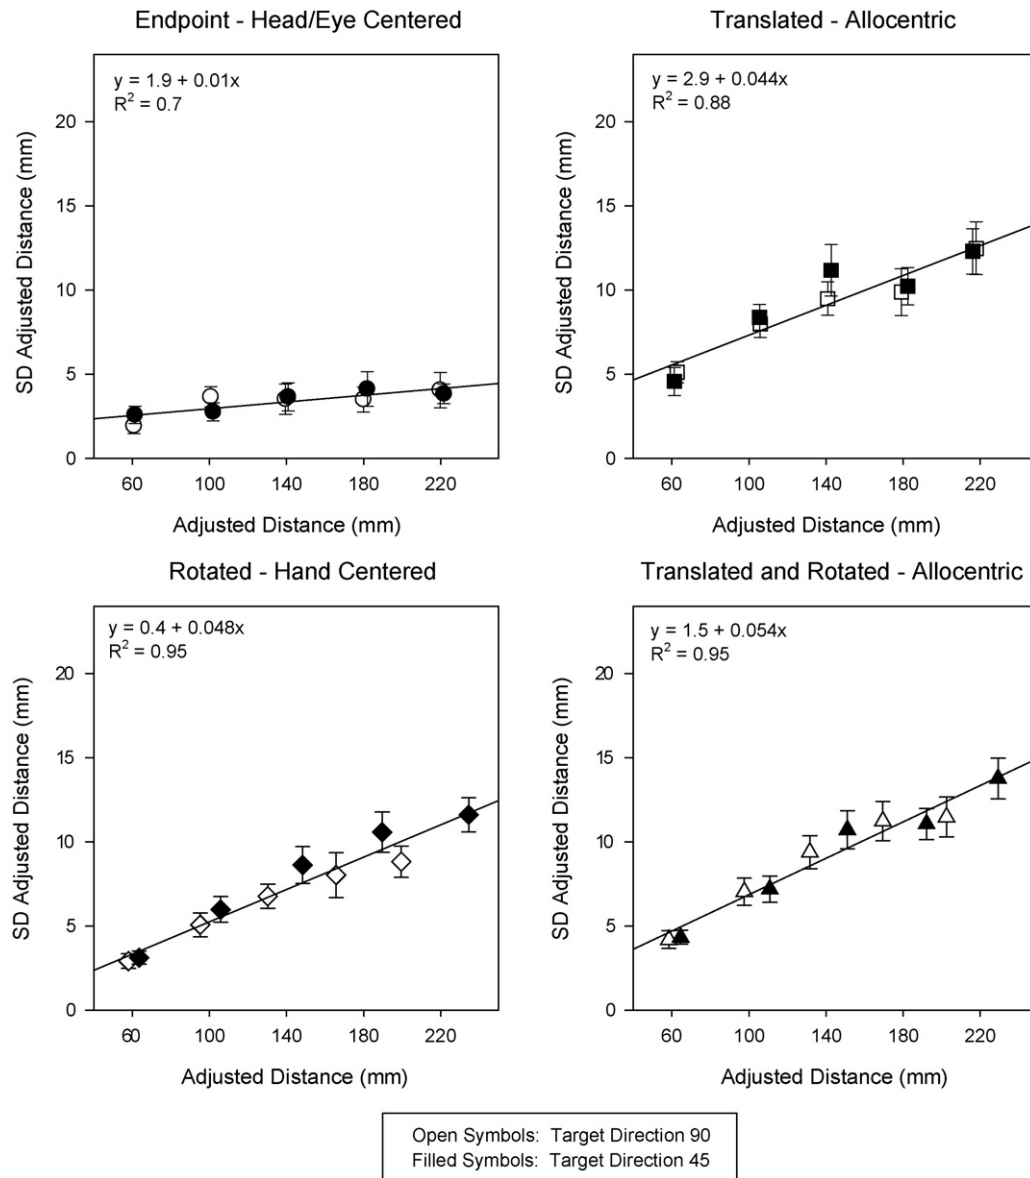 Endpoint - Head/Eye Centered
y = 1.9 + 0.01x
R² = 0.7
SD Adjusted Distance (mm)
20
15
10
5
0
60 100 140 180 220
Adjusted Distance (mm)
Translated - Allocentric
y = 2.9 + 0.044x
R² = 0.88
SD Adjusted Distance (mm)
20
15
10
5
0
60 100 140 180 220
Adjusted Distance (mm)
Rotated - Hand Centered
y = 0.4 + 0.048x
R² = 0.95
SD Adjusted Distance (mm)
20
15
10
5
0
60 100 140 180 220
Adjusted Distance (mm)
Translated and Rotated - Allocentric
y = 1.5 + 0.054x
R² = 0.95
SD Adjusted Distance (mm)
20
15
10
5
0
60 100 140 180 220
Adjusted Distance (mm)
Open Symbols: Target Direction 90
Filled Symbols: Target Direction 45